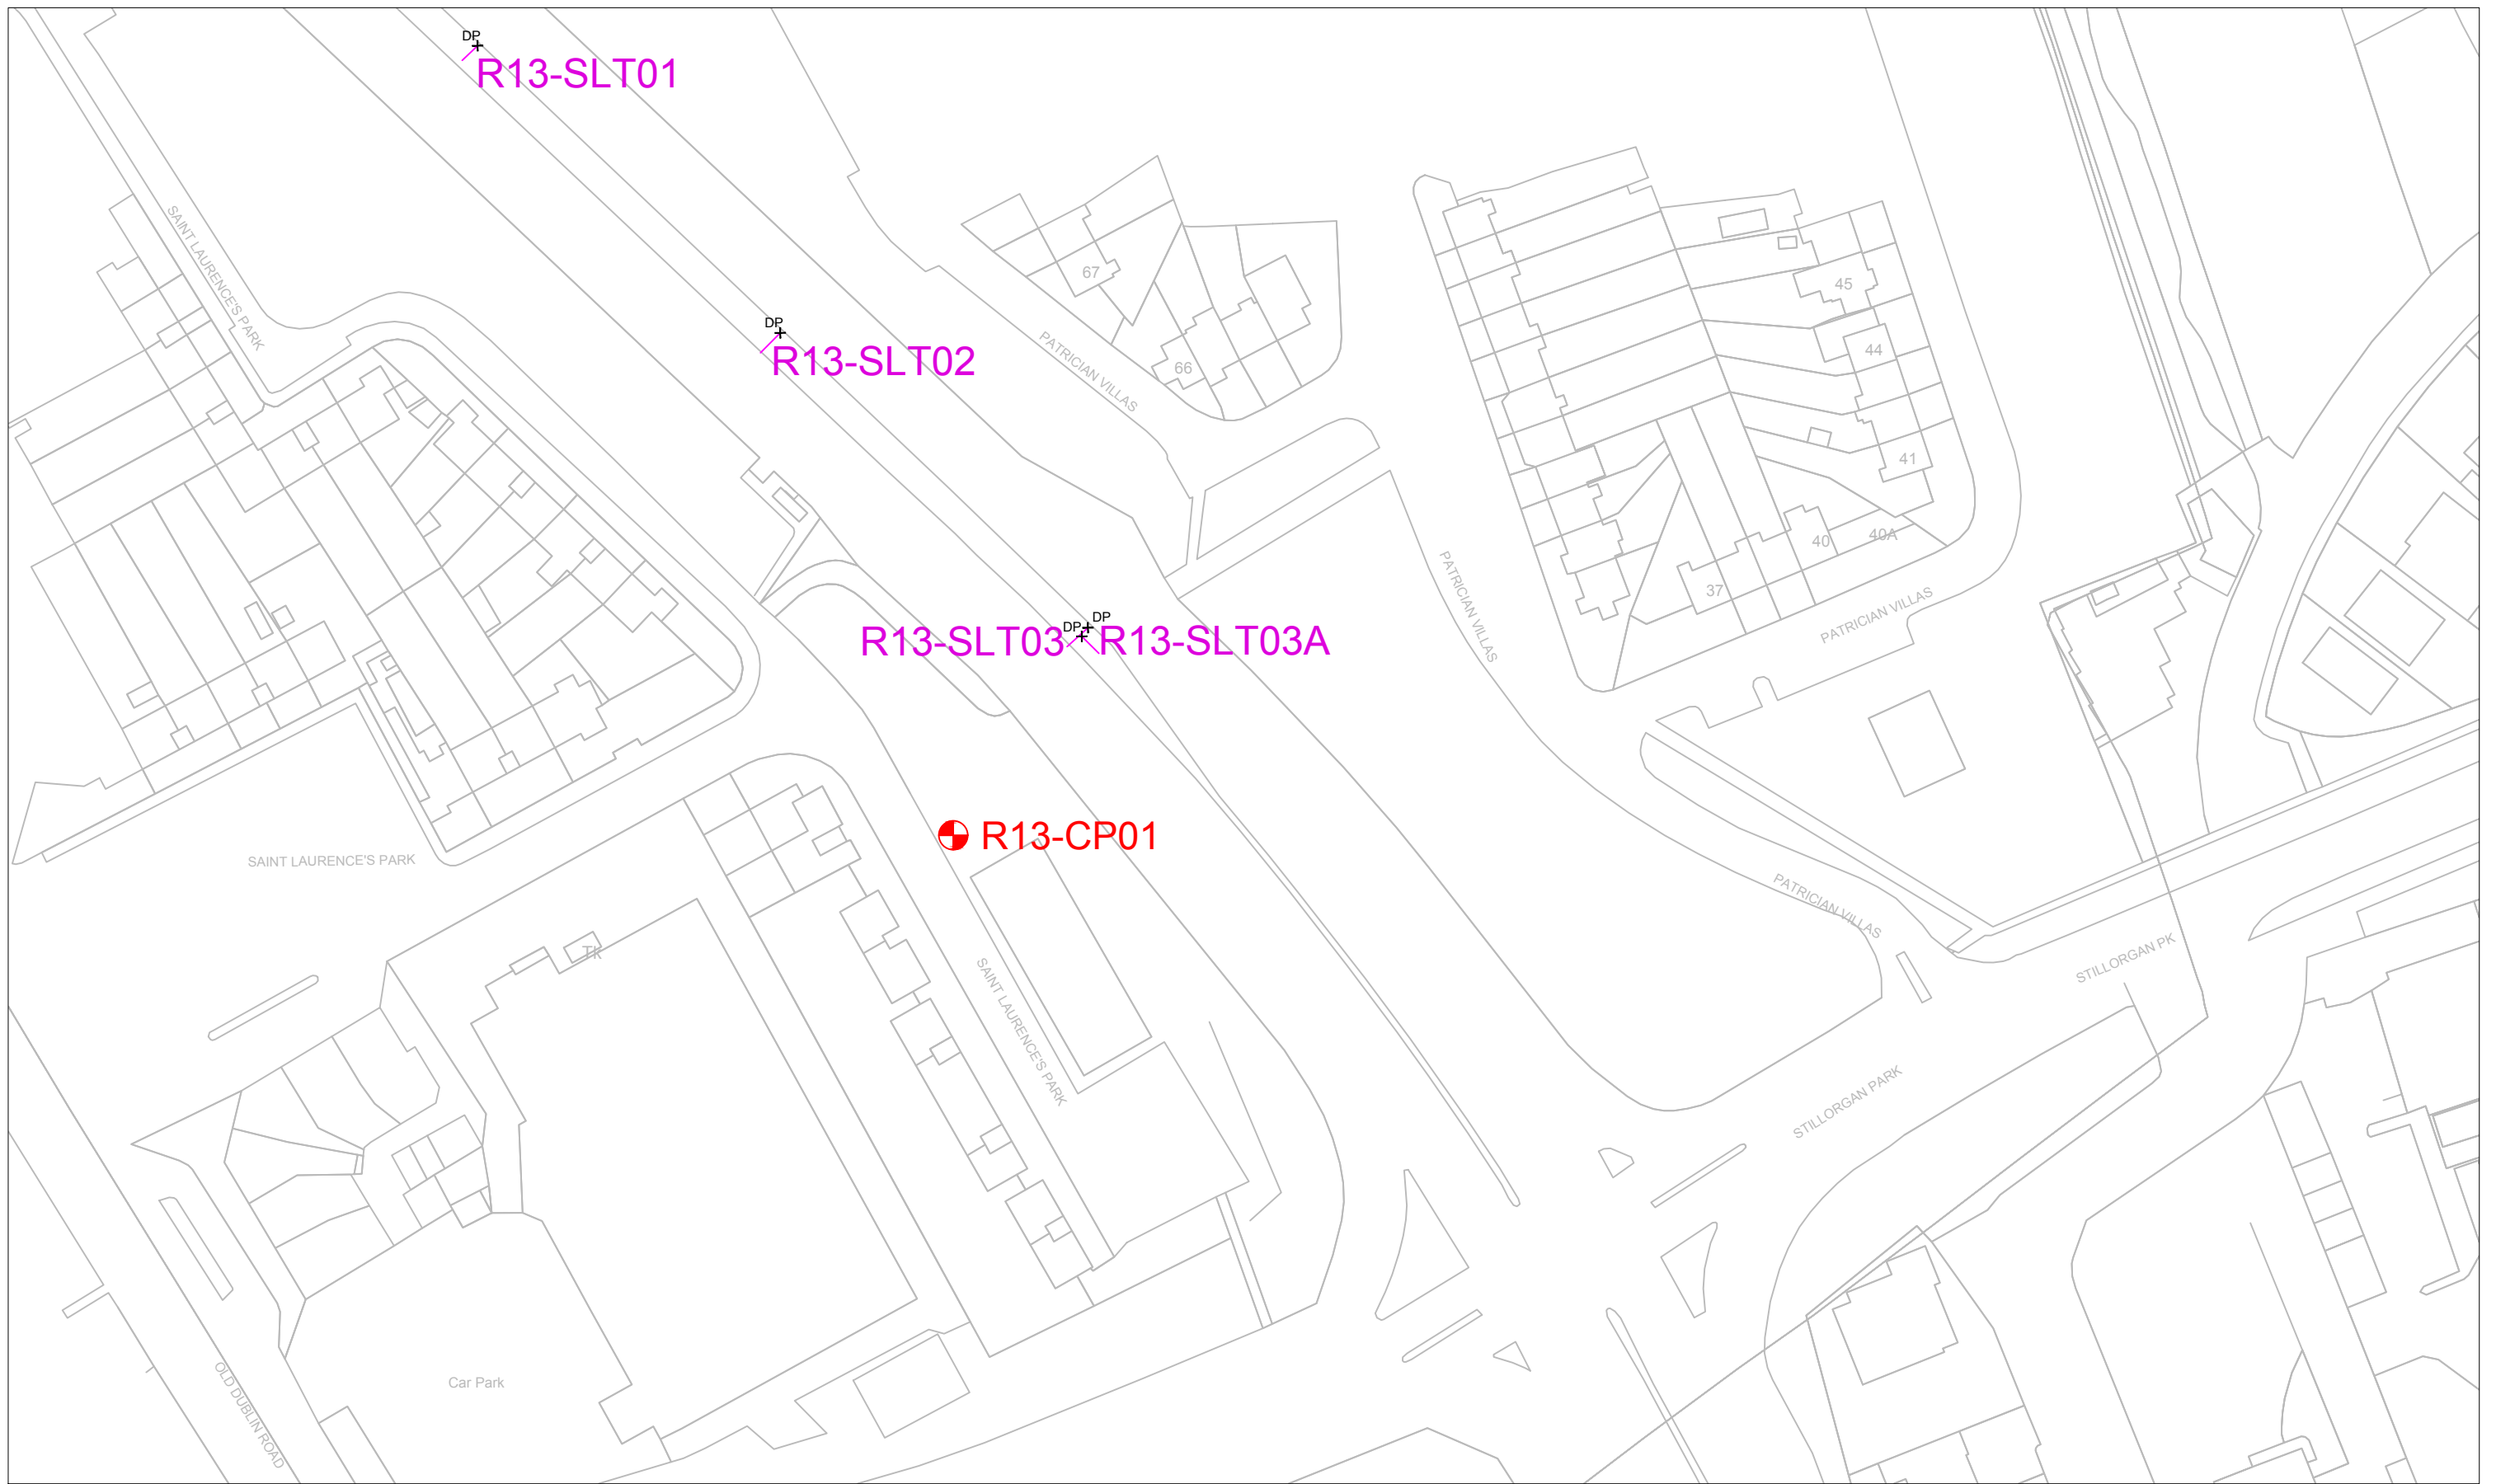 DP
R13-SLT01
SAINT LAURENCE'S PARK
67
45
DP
R13-SLT02
PATRICIAN VILLAS
66
44
41
40A
40
37
PATRICIAN VILLAS
PATRICIAN VILLAS
DP
DP
R13-SLT03
R13-SLT03A
R13-CP01
SAINT LAURENCE'S PARK
PATRICIAN VILLAS
Tk
STILLORGAN PK
SAINT LAURENCE'S PARK
STILLORGAN PARK
Car Park
OLD DUBLIN ROAD